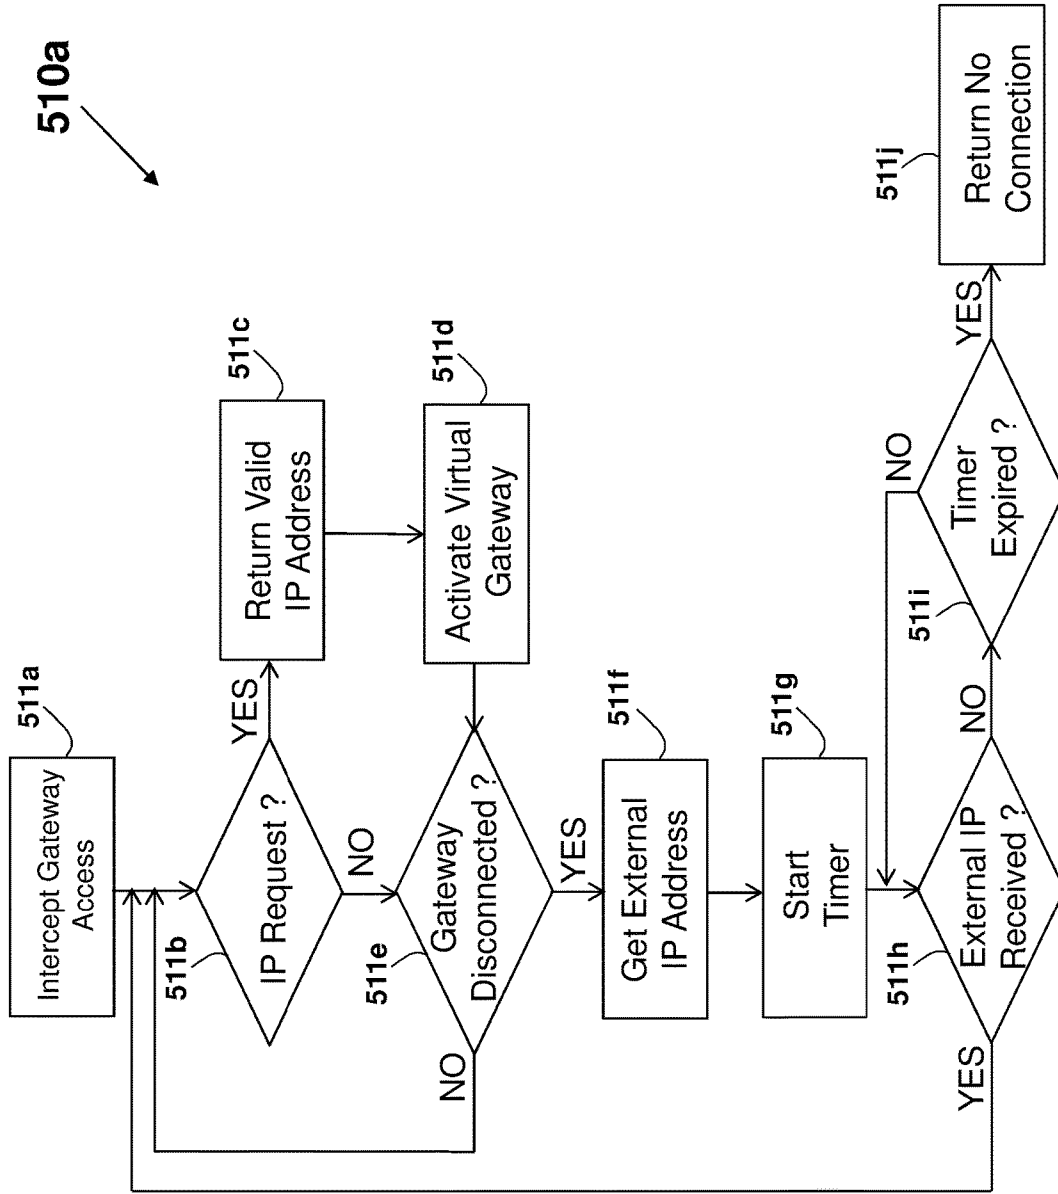 510a
511a
Intercept Gateway
Access
511b
IP Request ?
YES
NO
511c
Return Valid
IP Address
511d
Activate Virtual
Gateway
511e
Gateway
Disconnected ?
NO
YES
511f
Get External
IP Address
511g
Start
Timer
511h
External IP
Received ?
YES
NO
511i
Timer
Expired ?
NO
YES
511j
Return No
Connection